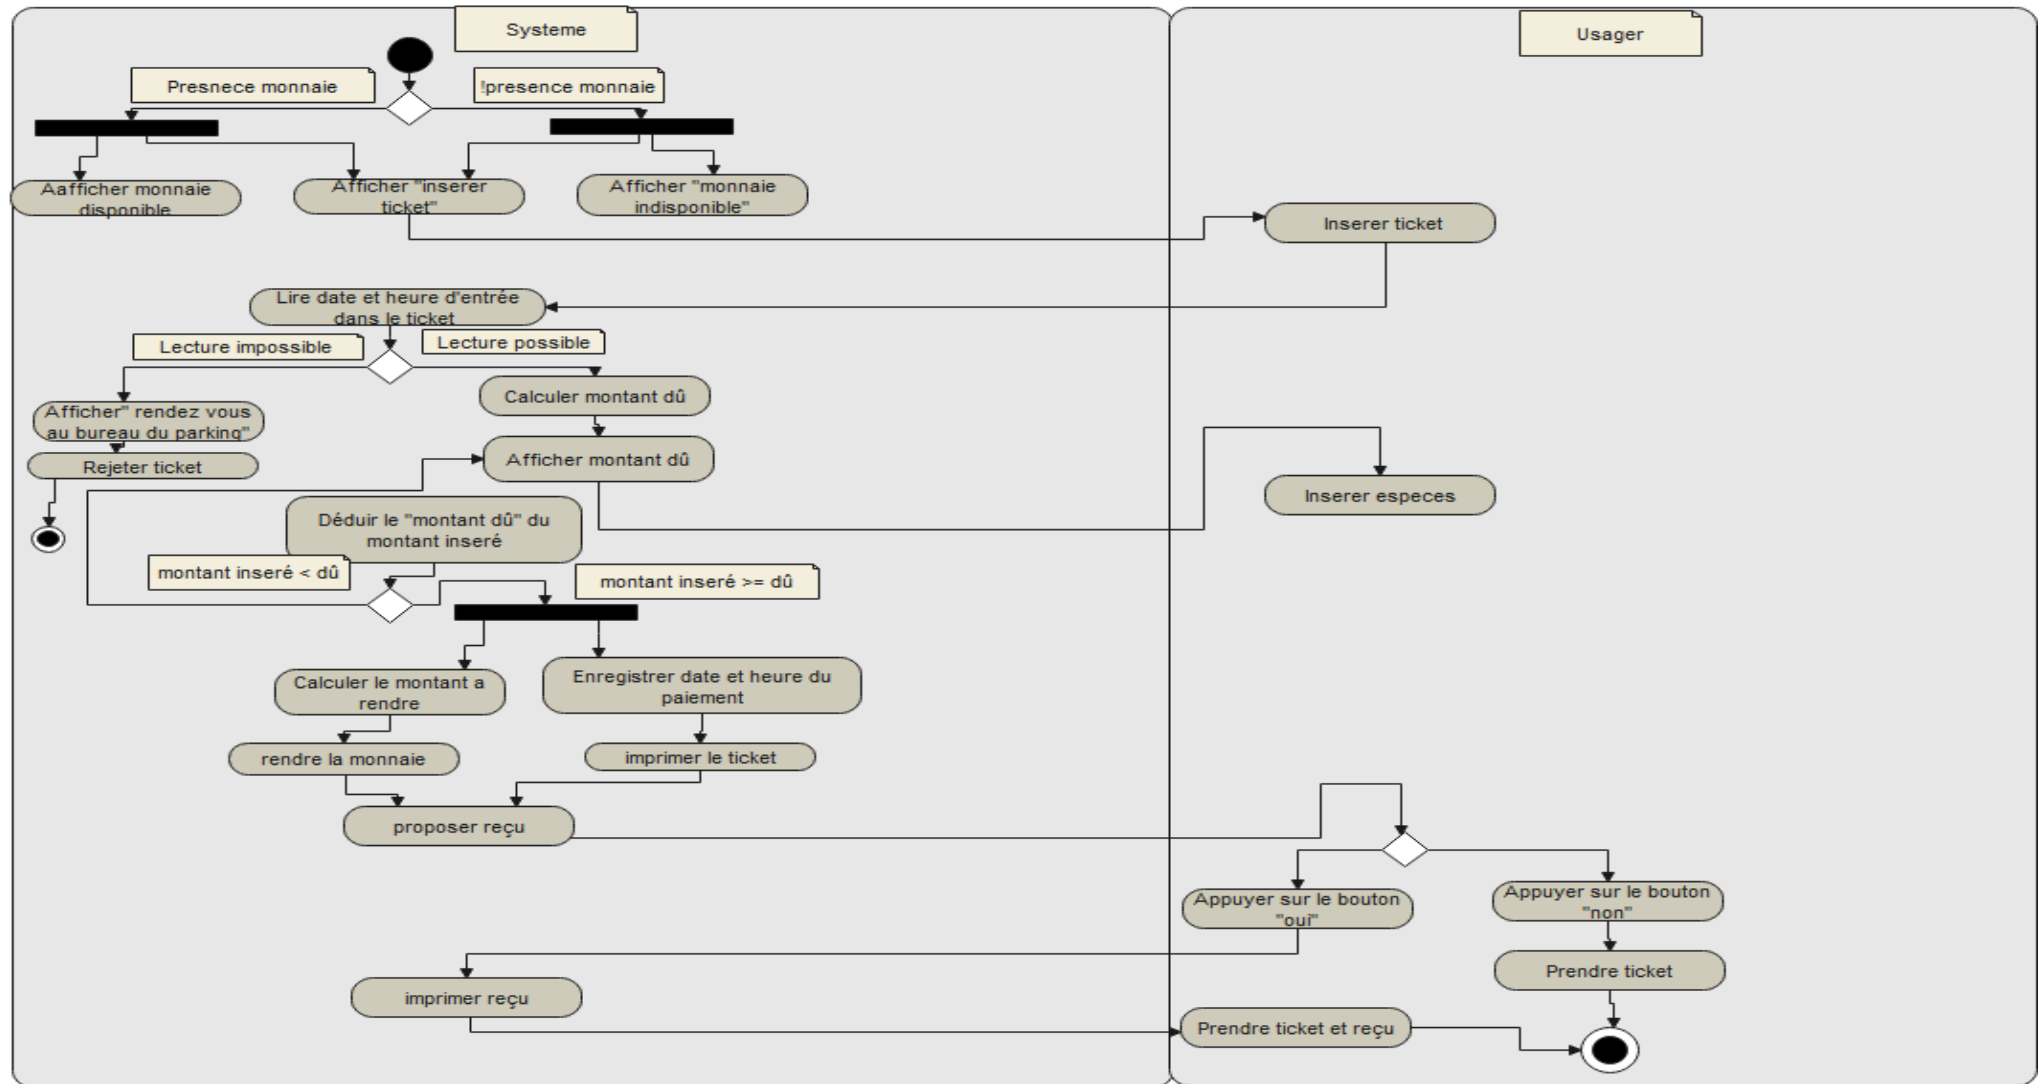 Systeme
Usager
Presnece monnaie
!presence monnaie
Aafficher monnaie
disponible
Afficher "inserer
ticket"
Afficher "monnaie
indisponible"
Inserer ticket
Lire date et heure d'entrée
dans le ticket
Lecture impossible
Lecture possible
Calculer montant dû
Afficher" rendez vous
au bureau du parking"
Rejeter ticket
Afficher montant dû
Inserer especes
Déduir le "montant dû" du
montant inseré
montant inseré < dû
montant inseré >= dû
Calculer le montant a
rendre
Enregistrer date et heure du
paiement
rendre la monnaie
imprimer le ticket
proposer reçu
Appuyer sur le bouton
"oui"
Appuyer sur le bouton
"non"
Prendre ticket
imprimer reçu
Prendre ticket et reçu